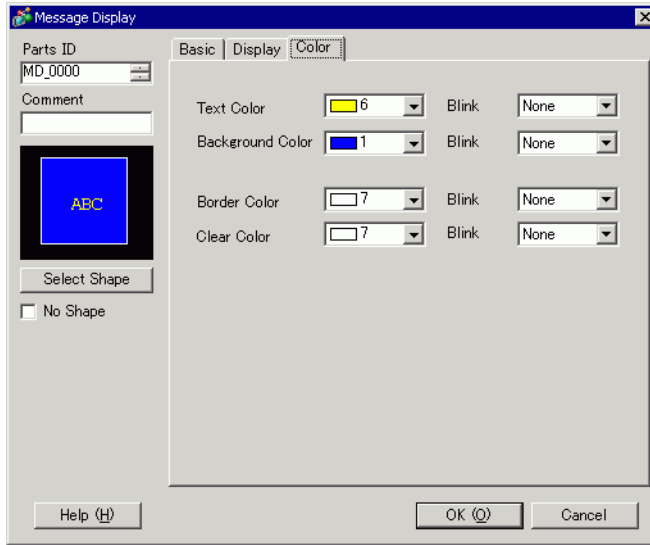 Message Display
Parts ID
MD_0000
Comment
ABC
Select Shape
No Shape
Basic Display Color
Text Color 6 Blink None
Background Color 1 Blink None
Border Color 7 Blink None
Clear Color 7 Blink None
Help (H) OK (O) Cancel